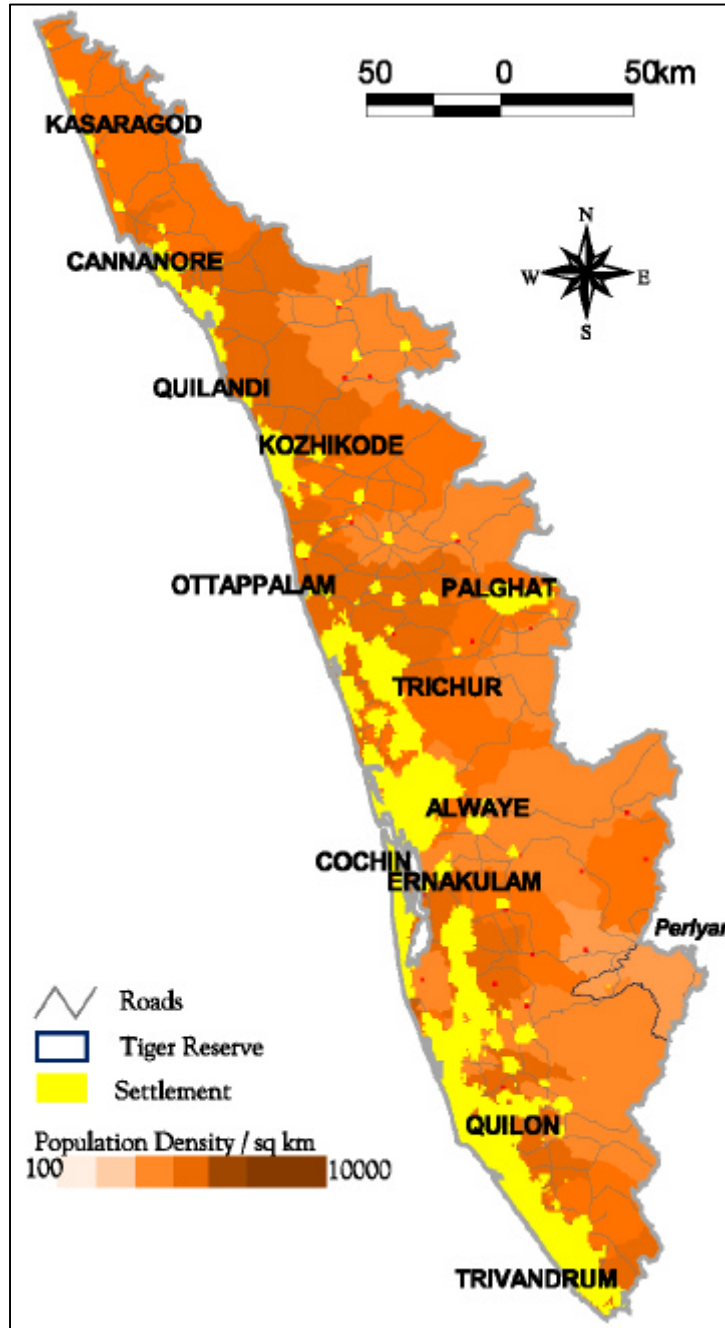 50 0 50km
KASARAGOD
N
CANNANORE
W E
S
QUILANDI
KOZHIKODE
OTTAPPALAM
PALGHAT
TRICHUR
ALWAYE
COCHIN
ERNAKULAM
Periyar
Roads
Tiger Reserve
Settlement
QUILON
Population Density / sq km
100 10000
TRIVANDRUM